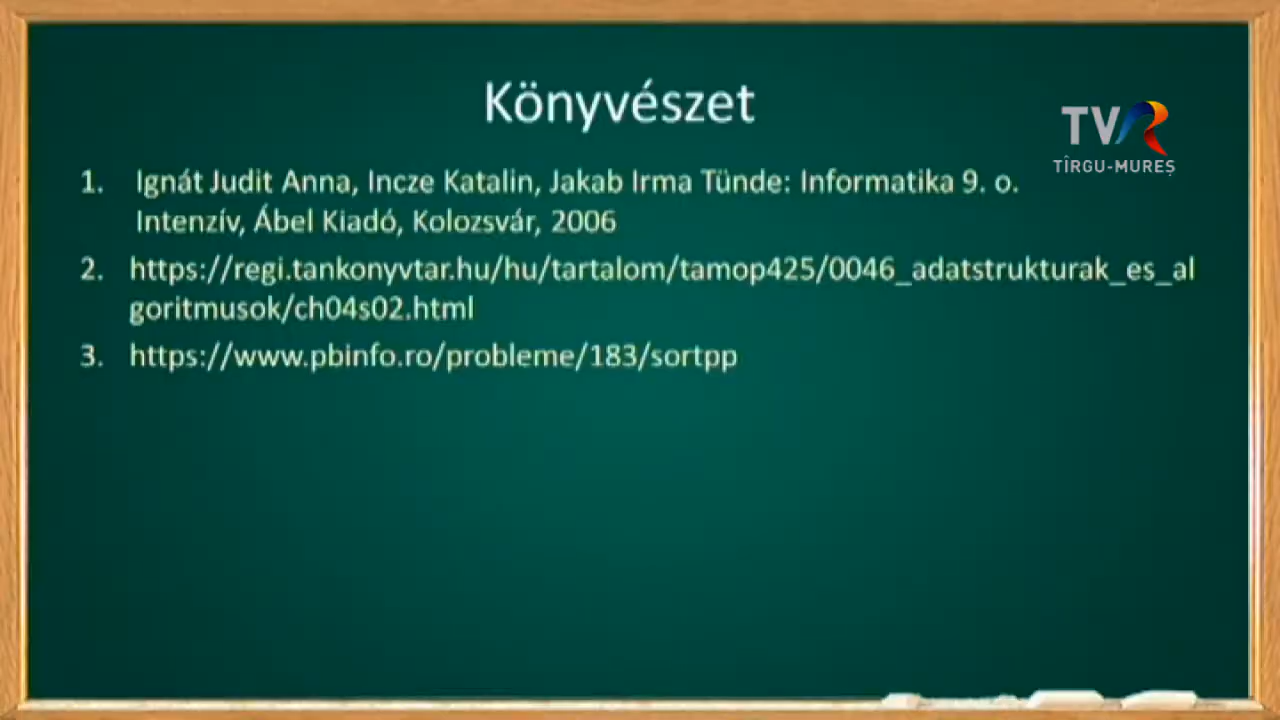 Könyvészet
TVR
TÎRGU-MUREȘ
1. Ignát Judit Anna, Incze Katalin, Jakab Irma Tünde: Informatika 9. o.
Intenzív, Ábel Kiadó, Kolozsvár, 2006
2. https://regi.tankonyvtar.hu/hu/tartalom/tamop425/0046_adatstrukturak_es_al
goritmusok/ch04s02.html
3. https://www.pbinfo.ro/probleme/183/sortpp